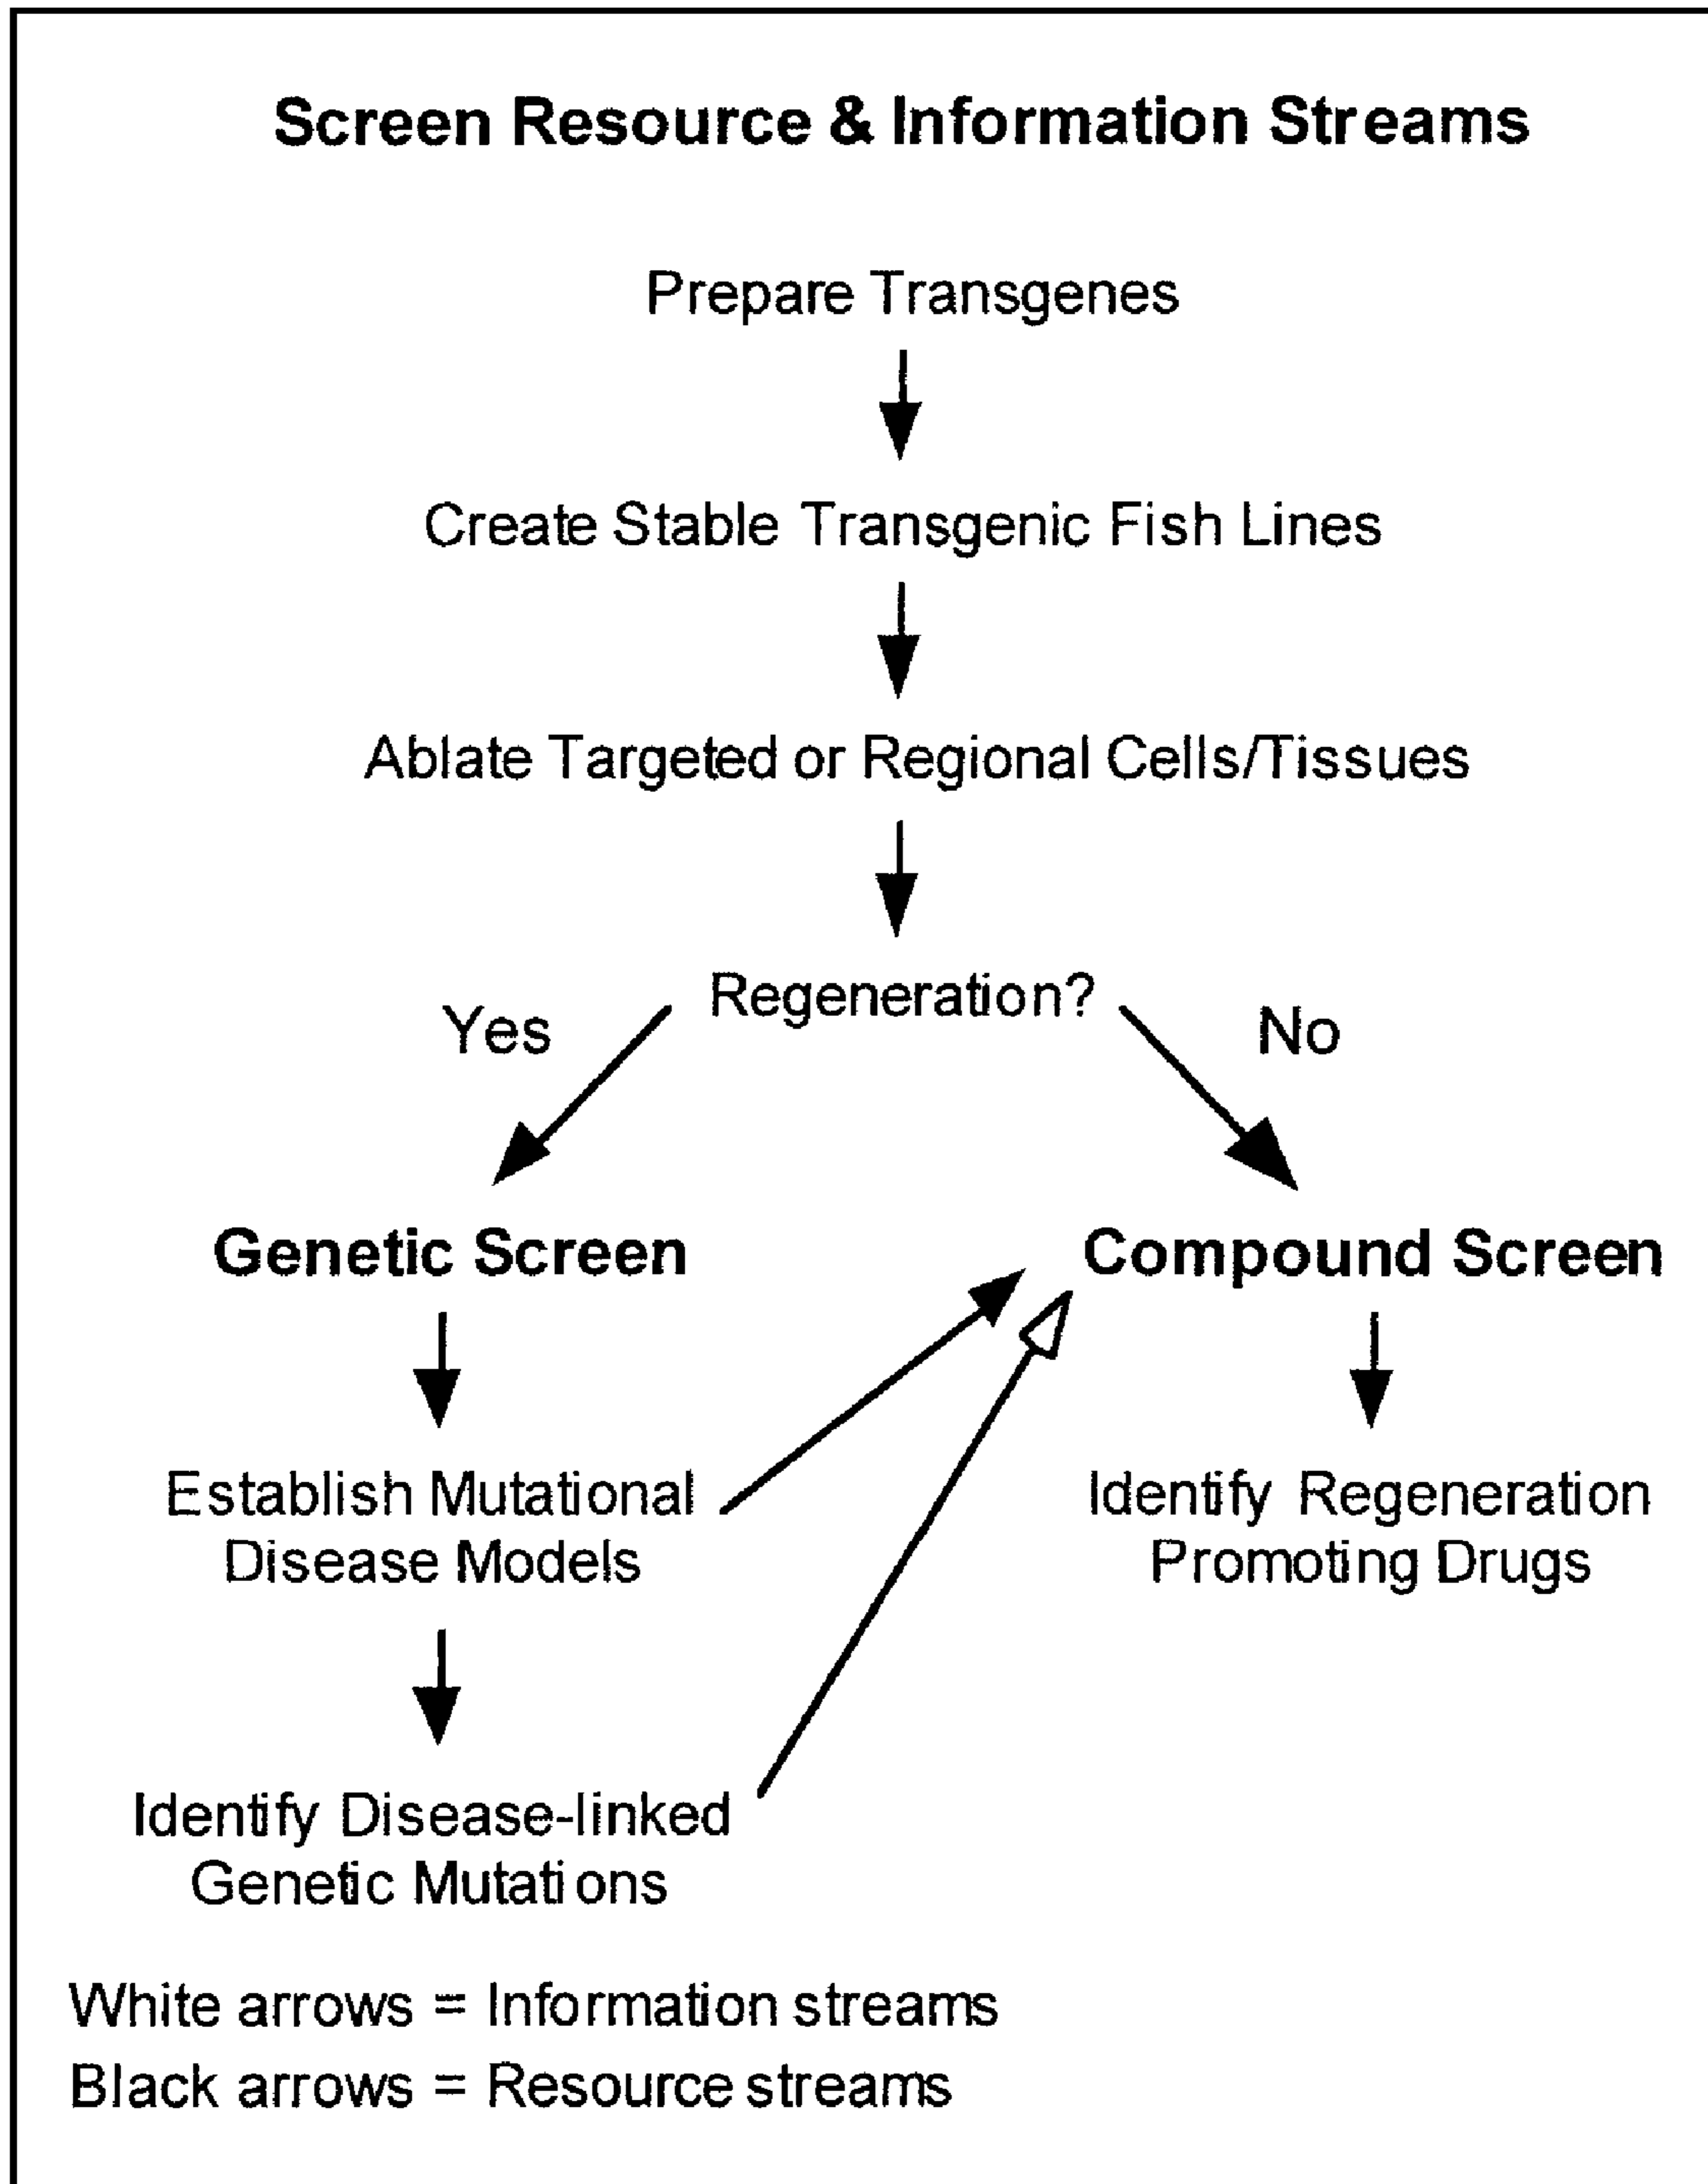 Screen Resource & Information Streams
Prepare Transgenes
Create Stable Transgenic Fish Lines
Ablate Targeted or Regional Cells/Tissues
Regeneration?
Yes
No
Genetic Screen
Compound Screen
Establish Mutational
Disease Models
Identify Regeneration
Promoting Drugs
Identify Disease-linked
Genetic Mutations
White arrows = Information streams
Black arrows = Resource streams